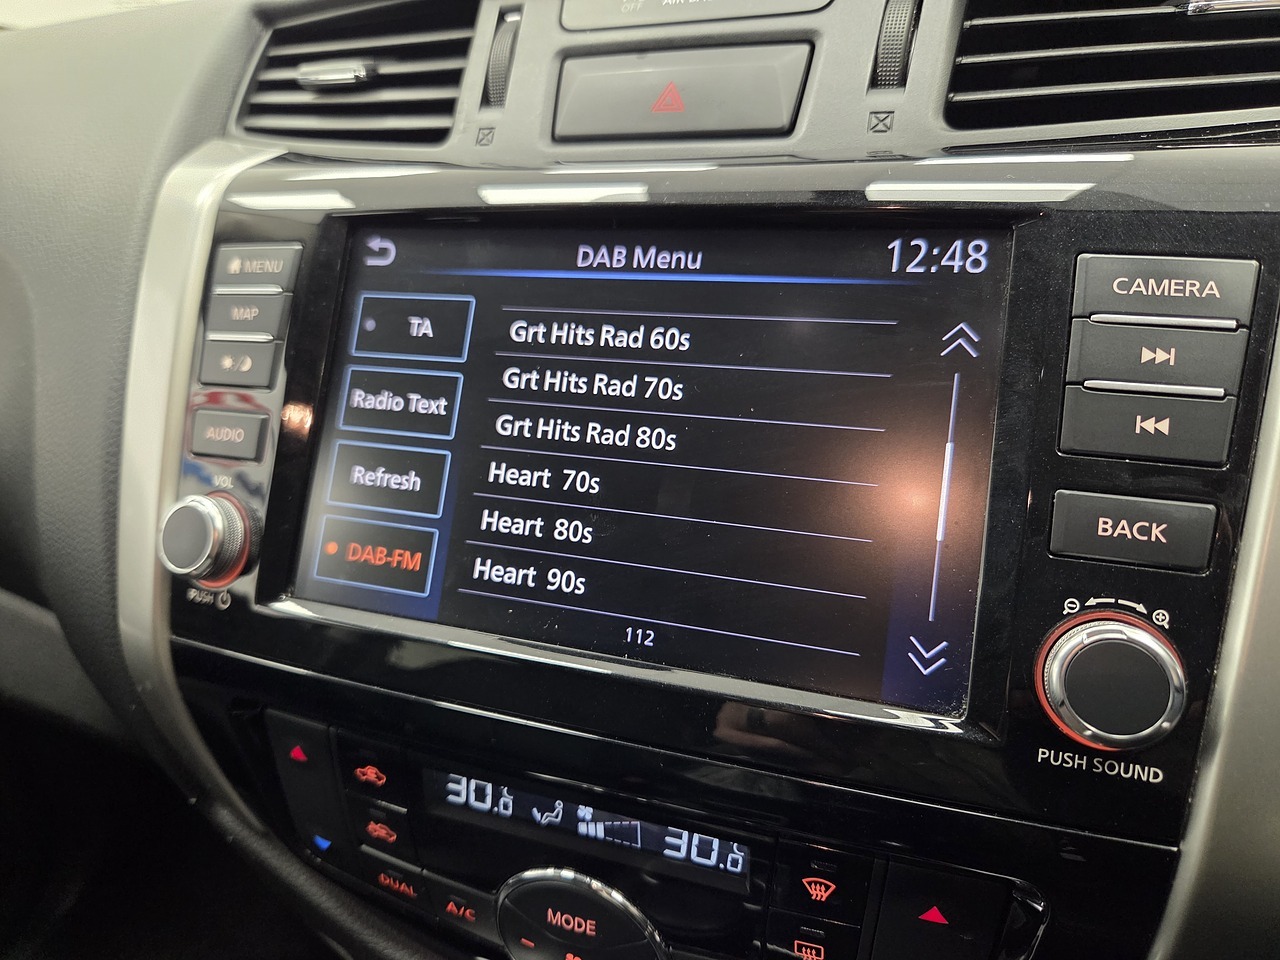 OFF
DAB Menu
12:48
MENU
MAP
AUDIO
VOL
PUSH
TA
Radio Text
Refresh
DAB-FM
Grt Hits Rad 60s
Grt Hits Rad 70s
Grt Hits Rad 80s
Heart 70s
Heart 80s
Heart 90s
112
CAMERA
BACK
PUSH SOUND
30.0°C
30.0°C
DUAL
A/C
MODE